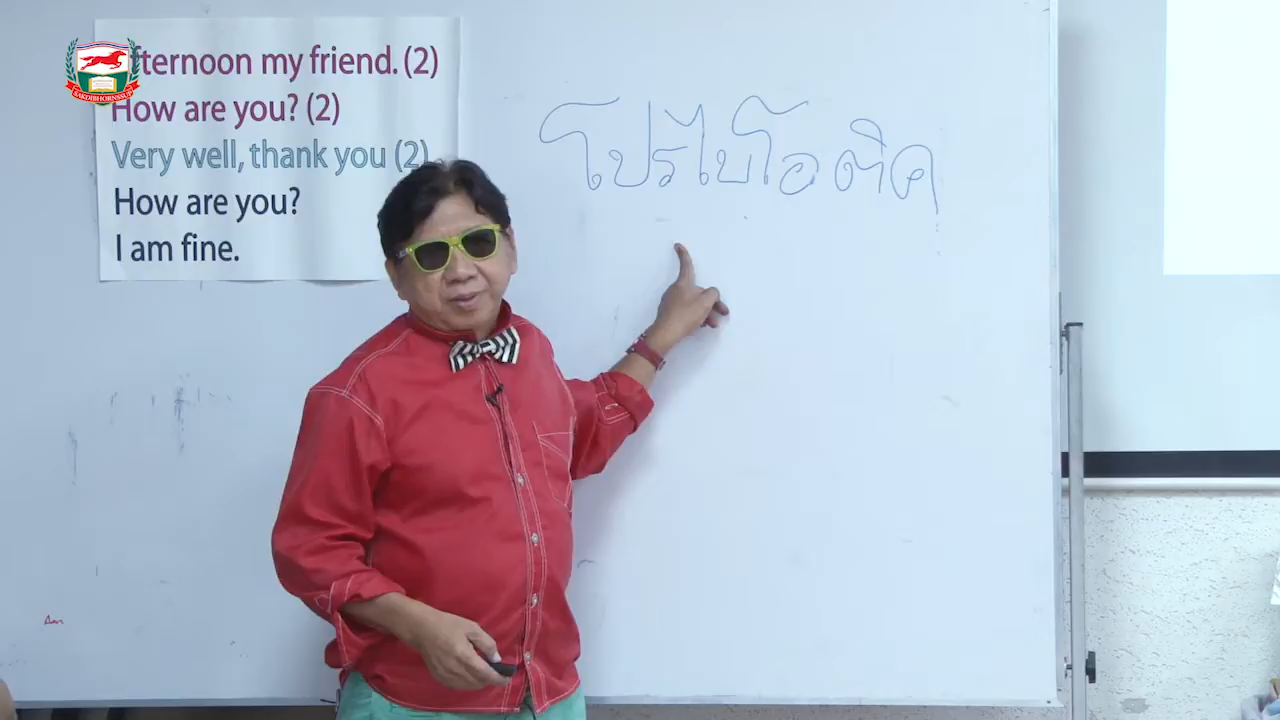 fternoon my friend. (2)
How are you? (2)
Very well, thank you (2)
How are you?
I am fine.
โปรไบโอติค
SAKDIBHORNSSUP